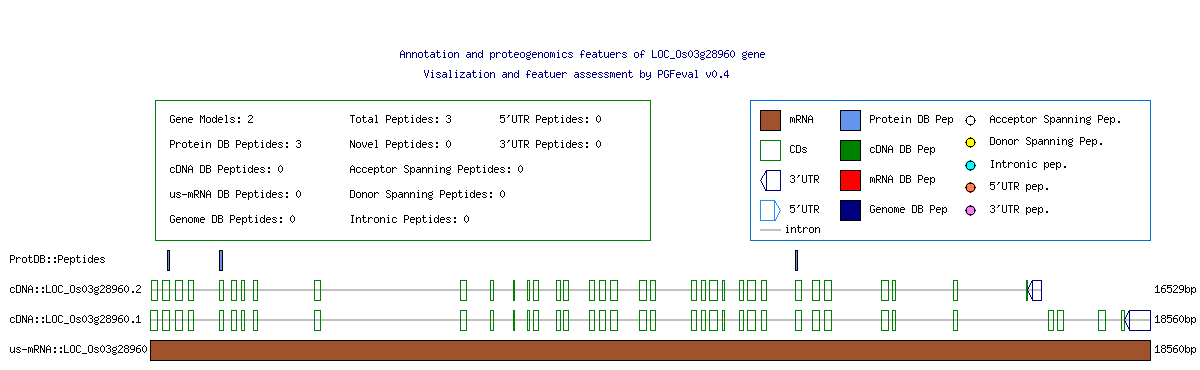 Annotation and proteogenomics featuers of LOC_Os03g28960 gene
Visalization and featuer assessment by PGFeval v0.4
Gene Models: 2 Total Peptides: 3 5'UTR Peptides: 0
Protein DB Peptides: 3 Novel Peptides: 0 3'UTR Peptides: 0
cDNA DB Peptides: 0 Acceptor Spanning Peptides: 0
us-mRNA DB Peptides: 0 Donor Spanning Peptides: 0
Genome DB Peptides: 0 Intronic Peptides: 0
mRNA Protein DB Pep Acceptor Spanning Pep.
CDs cDNA DB Pep Donor Spanning Pep.
3'UTR mRNA DB Pep Intronic pep.
5'UTR Genome DB Pep 5'UTR pep.
intron 3'UTR pep.
ProtDB::Peptides
cDNA::LOC_Os03g28960.2 16529bp
cDNA::LOC_Os03g28960.1 18560bp
us-mRNA::LOC_Os03g28960 18560bp